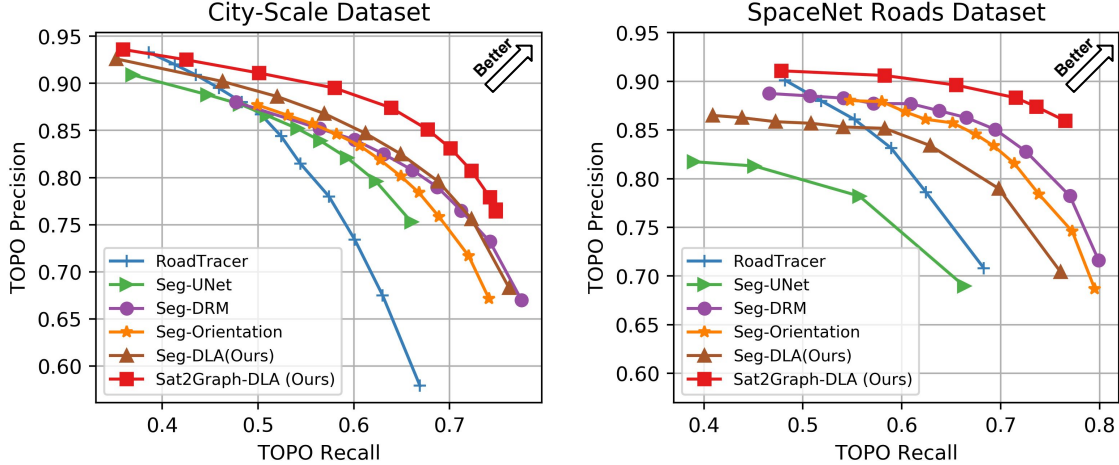 City-Scale Dataset
0.95
0.90
0.85
0.80
0.75
0.70
0.65
0.60
TOPO Precision
Better
RoadTracer
Seg-UNet
Seg-DRM
Seg-Orientation
Seg-DLA(Ours)
Sat2Graph-DLA (Ours)
0.4 0.5 0.6 0.7
TOPO Recall
SpaceNet Roads Dataset
0.95
0.90
0.85
0.80
0.75
0.70
0.65
0.60
TOPO Precision
Better
RoadTracer
Seg-UNet
Seg-DRM
Seg-Orientation
Seg-DLA(Ours)
Sat2Graph-DLA (Ours)
0.4 0.5 0.6 0.7 0.8
TOPO Recall